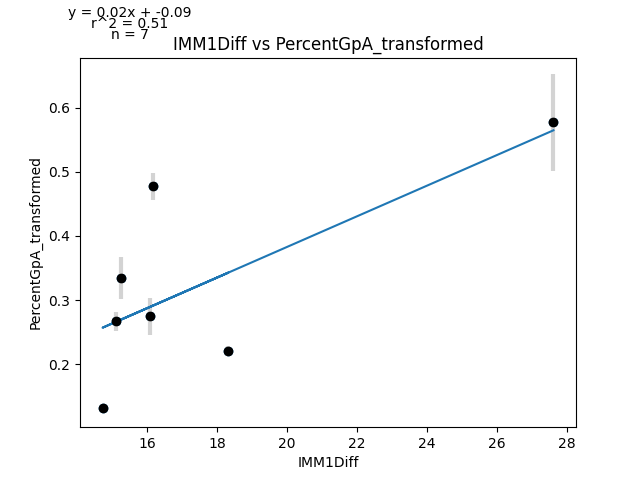 y = 0.02x + -0.09
r^2 = 0.51
n = 7
IMM1Diff vs PercentGpA_transformed
PercentGpA_transformed
0.6
0.5
0.4
0.3
0.2
16 18 20 22 24 26 28
IMM1Diff